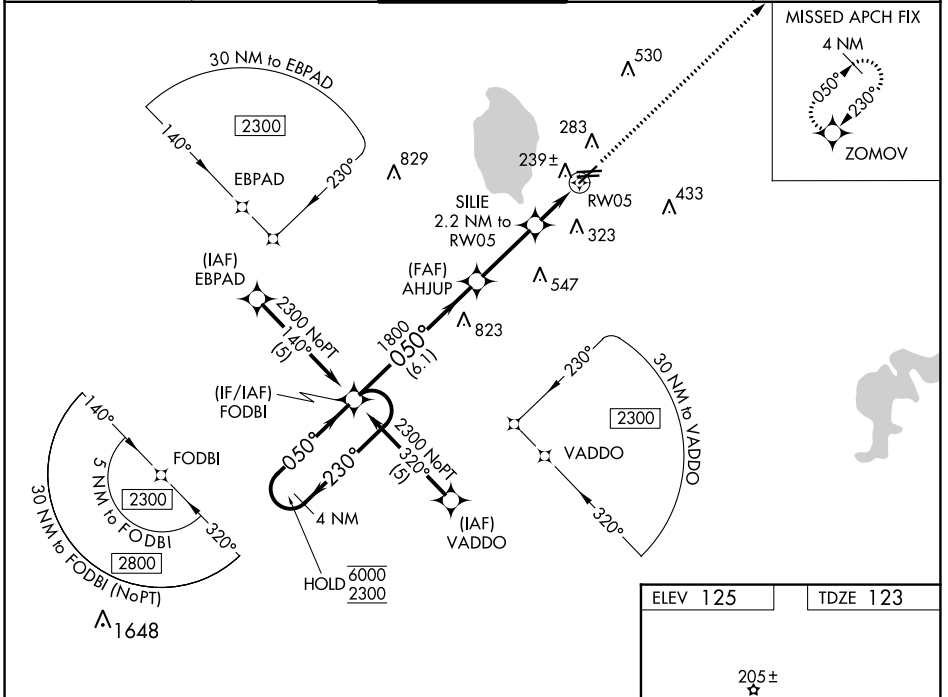 MISSED APCH FIX
4 NM
050°
230°
ZOMOV
30 NM to EBPAD
2300
140°
230°
EBPAD
530
283
829
239±
RW05
433
SILIE
2.2 NM to
RW05
323
(FAF)
AHJUP
547
823
(IAF)
EBPAD
2300 NoPT
140°
(5)
1800
050°
(6.1)
(IF/IAF)
FODBI
050°
230°
4 NM
2300 NoPT
320°
(5)
(IAF)
VADDO
HOLD 6000
2300
230°
30 NM to VADDO
2300
VADDO
320°
140°
FODBI
5 NM to FODBI
2300
320°
2800
30 NM to FODBI (NoPT)
1648
ELEV 125
TDZE 123
205±